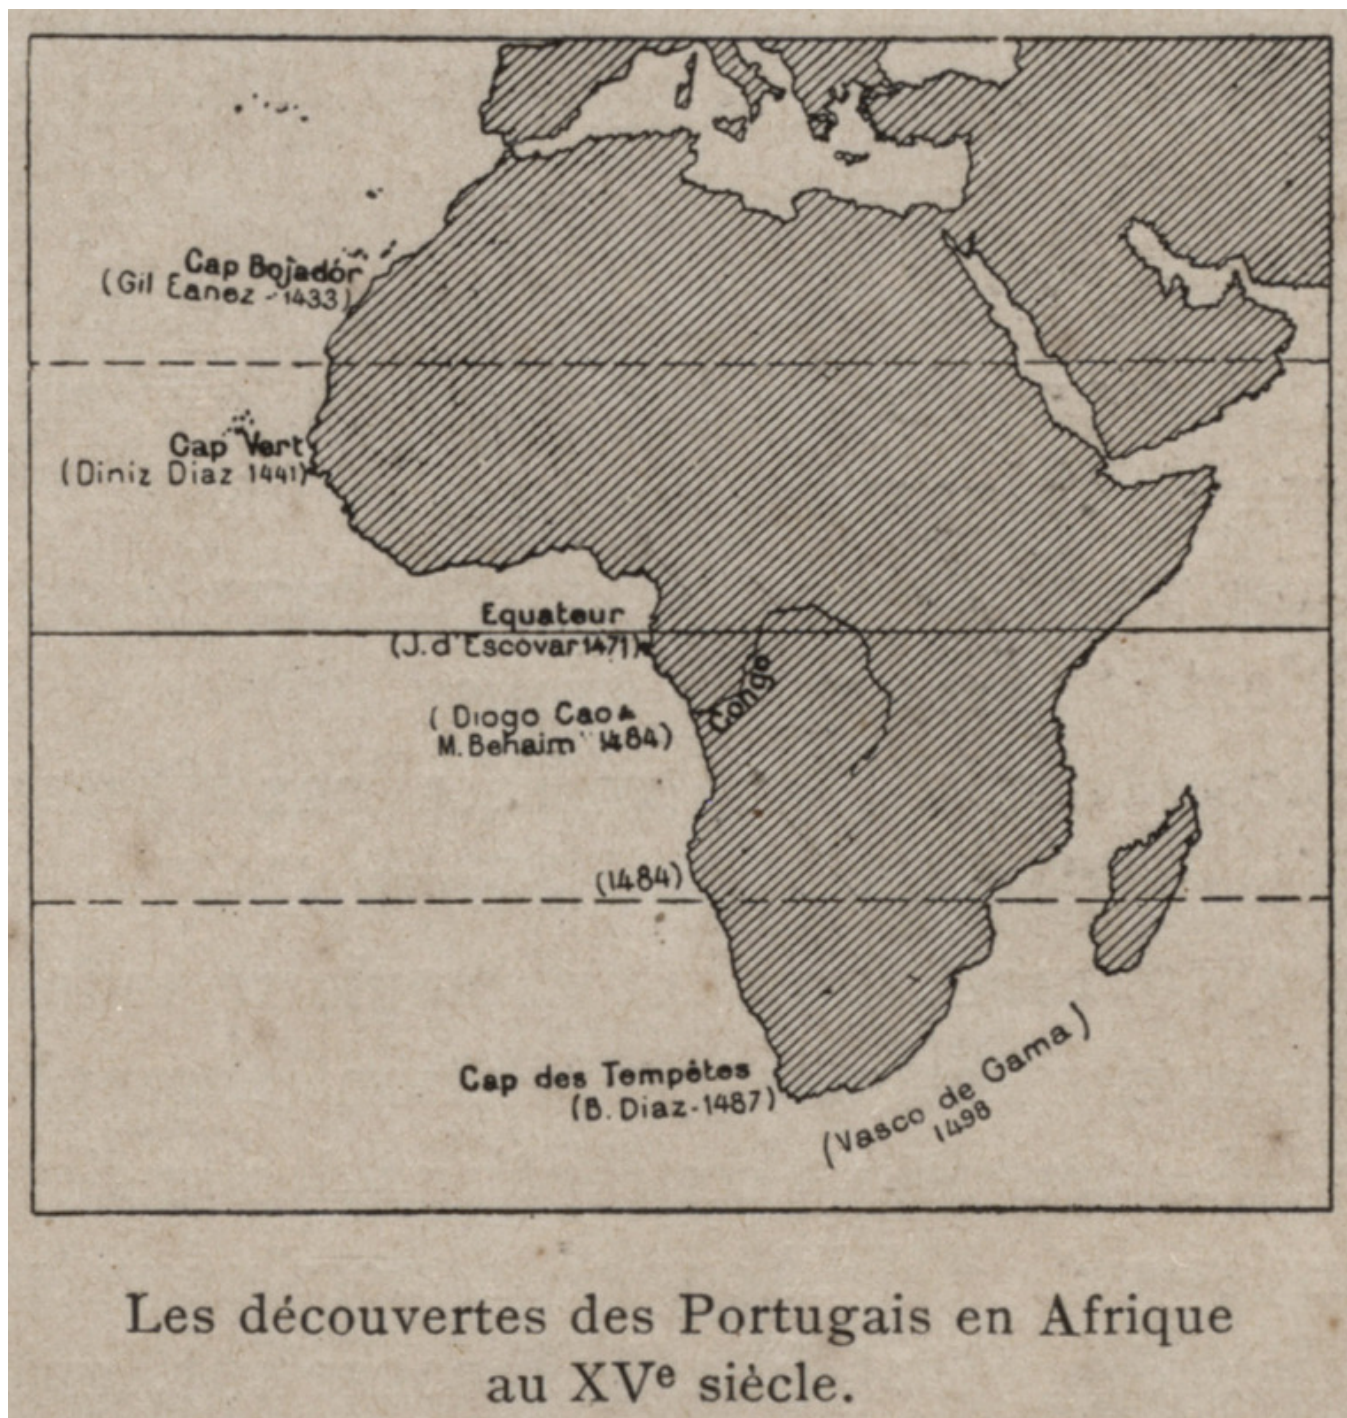 Cap Bojadór
(Gil Eanez - 1433)
Cap Vert
(Diniz Diaz 1441)
Equateur
(J. d'Escovar 1471)
Congo
(Diogo Cao &
M. Behaim 1484)
(1484)
Cap des Tempêtes
(B. Diaz - 1487)
(Vasco de Gama)
1498
Les découvertes des Portugais en Afrique
au XVe siècle.